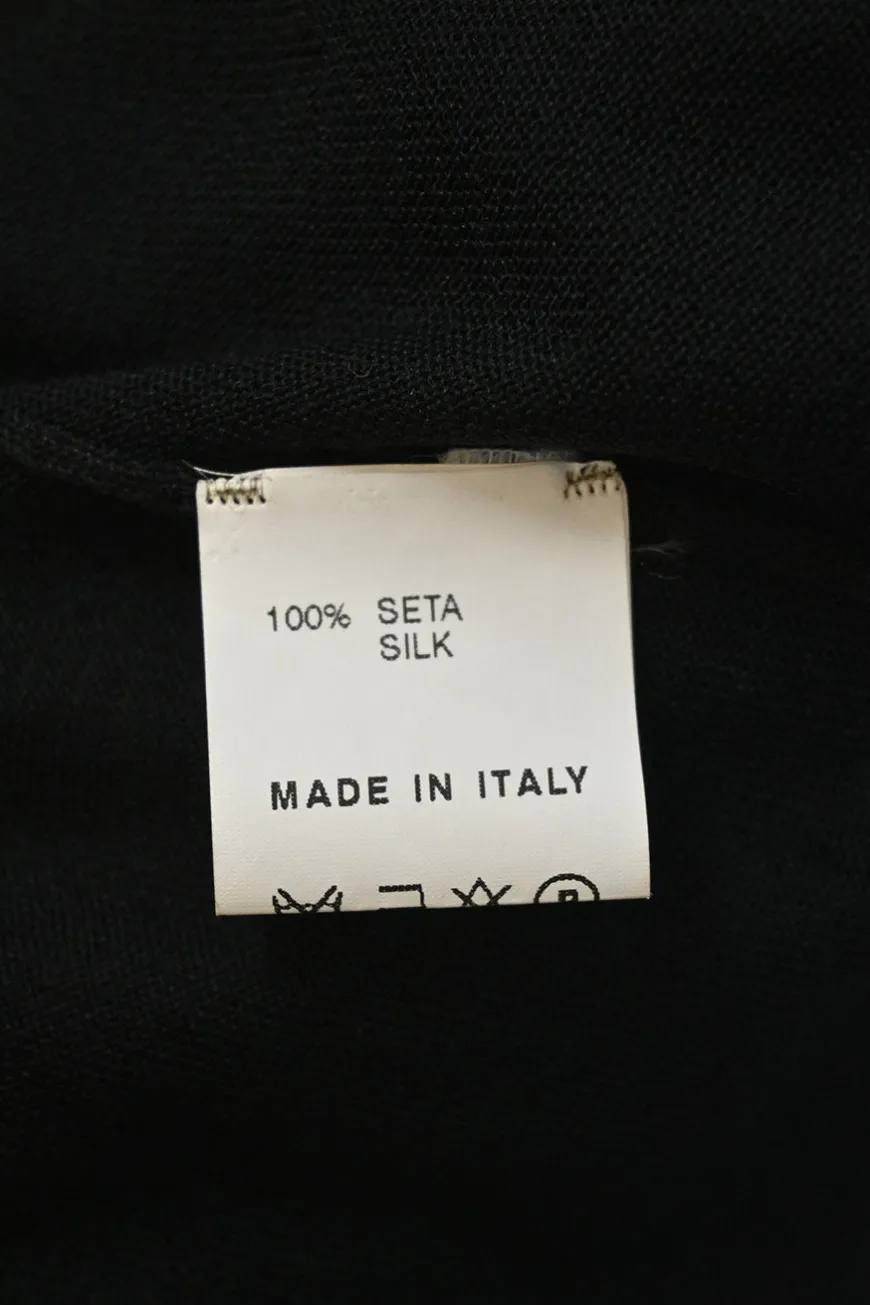 100% SETA
SILK
MADE IN ITALY
P